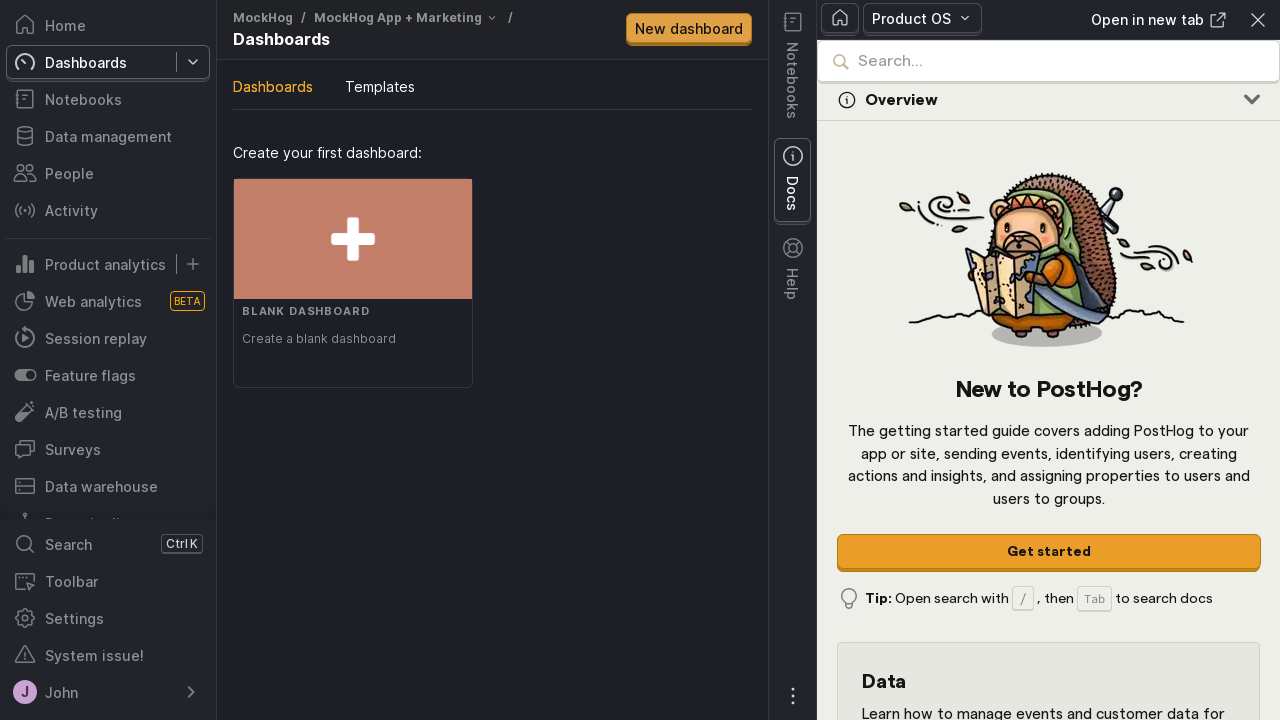 Home
Dashboards
Notebooks
Data management
People
Activity
Product analytics
Web analytics BETA
Session replay
Feature flags
A/B testing
Surveys
Data warehouse
Search Ctrl K
Toolbar
Settings
System issue!
J John
MockHog / MockHog App + Marketing /
Dashboards
New dashboard
Dashboards Templates
Create your first dashboard:
BLANK DASHBOARD
Create a blank dashboard
Notebooks
Docs
Help
Product OS
Open in new tab
Search...
Overview
New to PostHog?
The getting started guide covers adding PostHog to your
app or site, sending events, identifying users, creating
actions and insights, and assigning properties to users and
users to groups.
Get started
Tip: Open search with / , then Tab to search docs
Data
Learn how to manage events and customer data for